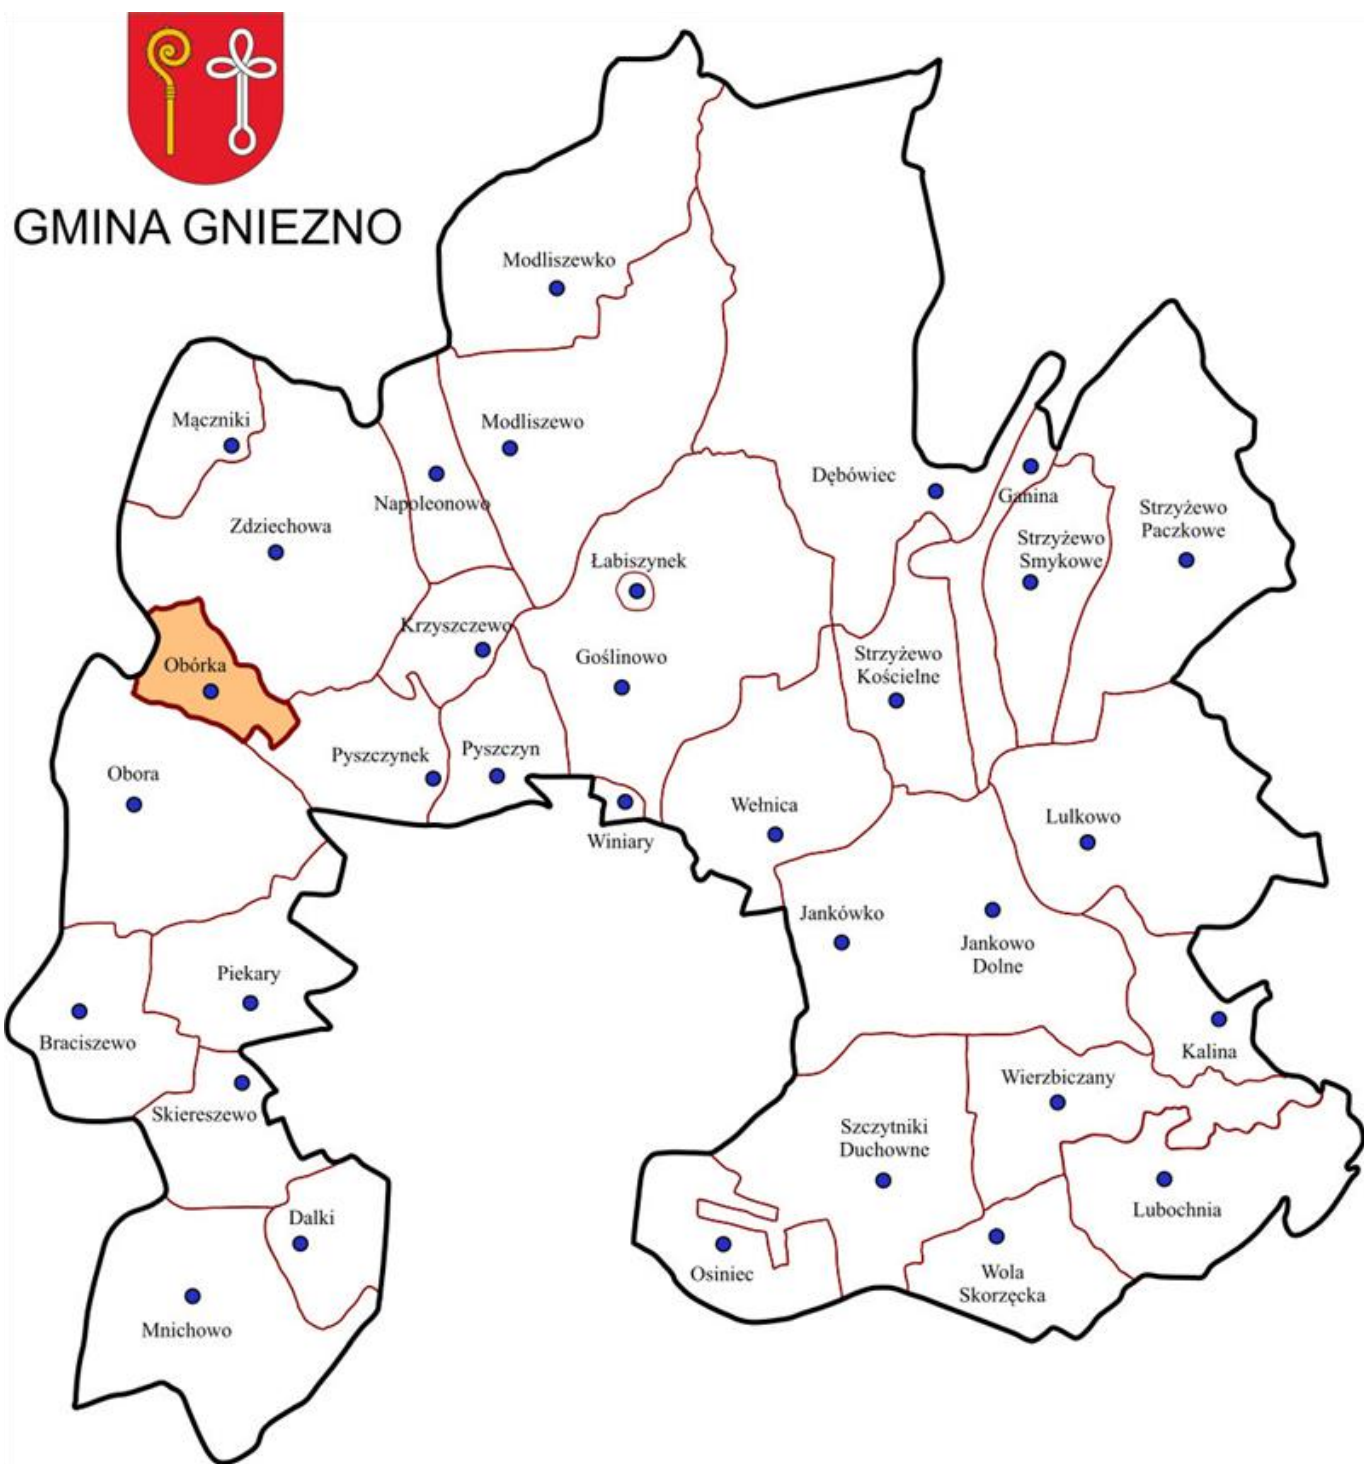 GMINA GNIEZNO
Modliszewko
Mączniki
Modliszewo
Napoleonowo
Zdziechowa
Dębówiec
Ganina
Strzyżewo
Paczkowe
Strzyżewo
Smykowe
Łabiszynek
Krzyszczewo
Goślinowo
Strzyżewo
Kościelne
Obórka
Obora
Pyszczynek
Pyszczyn
Winiary
Wełnica
Lulkowo
Jankówko
Jankowo
Dolne
Piekary
Braciszewo
Kalina
Skiereszewo
Wierzbiczany
Szczytniki
Duchowne
Lubochnia
Dalki
Osiniec
Wola
Skorzęcka
Mnichowo